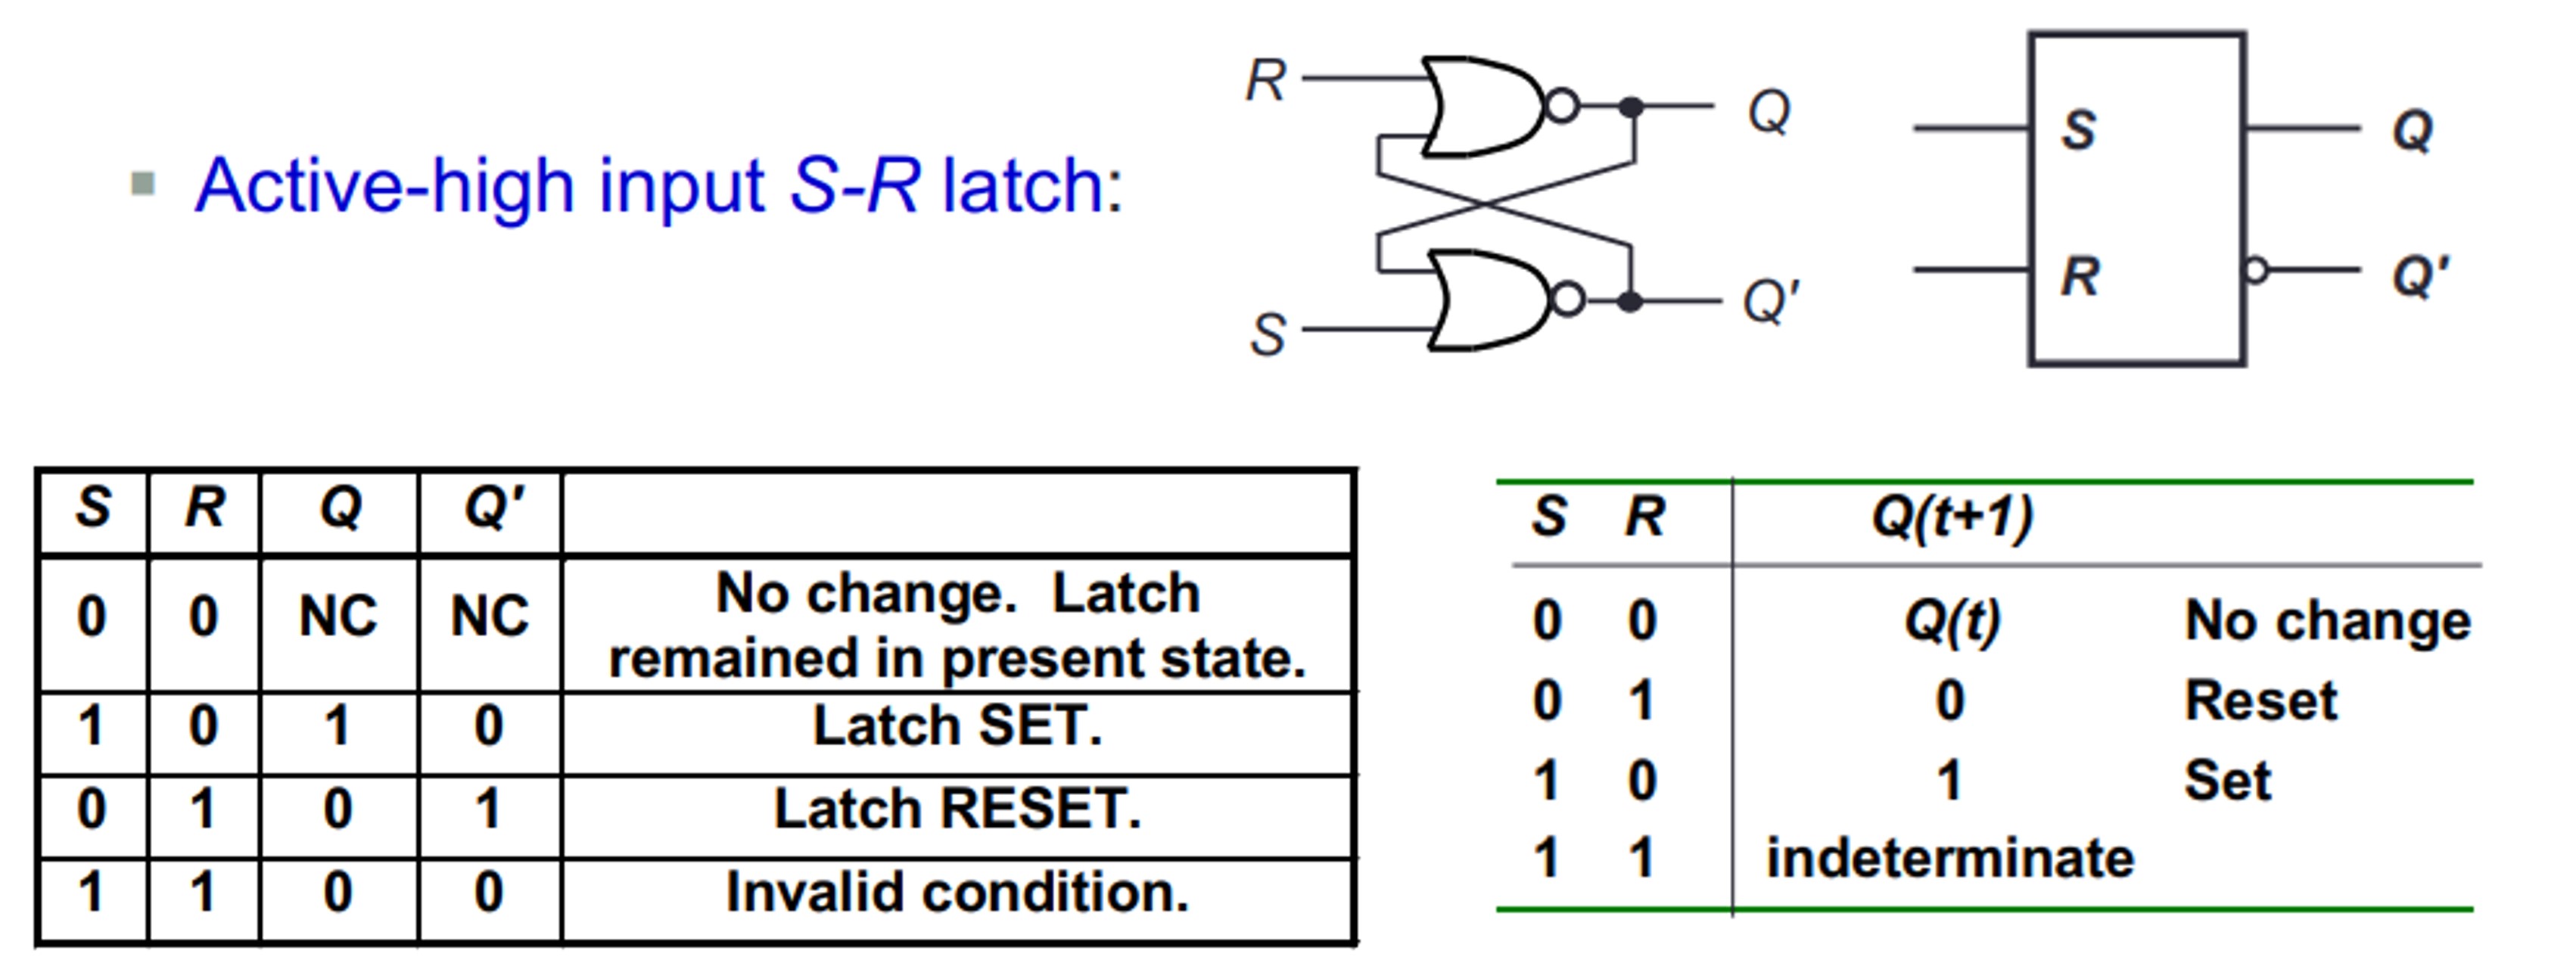 Active-high input S-R latch:
R
Q
S
Q'
S
Q
R
Q'
S R Q Q'
0 0 NC NC No change. Latch
remained in present state.
1 0 1 0 Latch SET.
0 1 0 1 Latch RESET.
1 1 0 0 Invalid condition.
S R Q(t+1)
0 0 Q(t) No change
0 1 0 Reset
1 0 1 Set
1 1 indeterminate